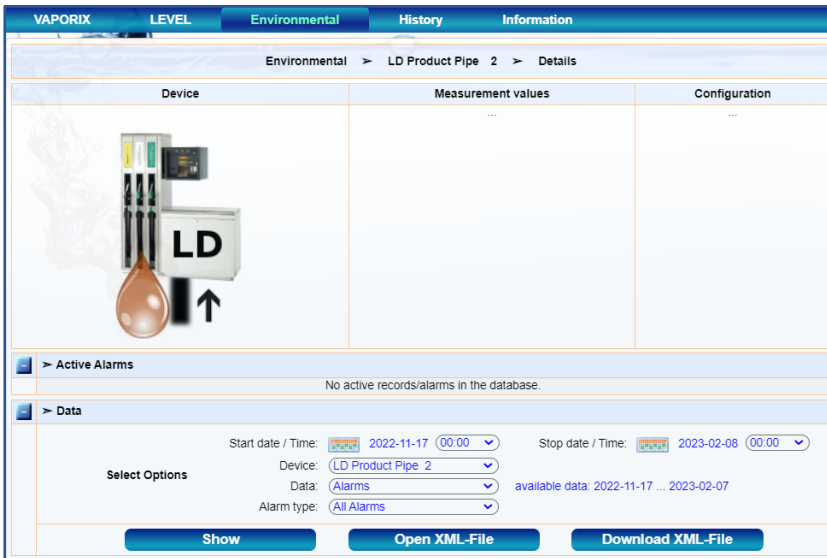 VAPORIX LEVEL Environmental History Information
Environmental ➢ LD Product Pipe 2 ➢ Details
Device Measurement values Configuration
... ...
LD
➢ Active Alarms
No active records/alarms in the database.
➢ Data
Start date / Time: 2022-11-17 00:00 Stop date / Time: 2023-02-08 00:00
Select Options
Device: LD Product Pipe 2
Data: Alarms available data: 2022-11-17 ... 2023-02-07
Alarm type: All Alarms
Show Open XML-File Download XML-File